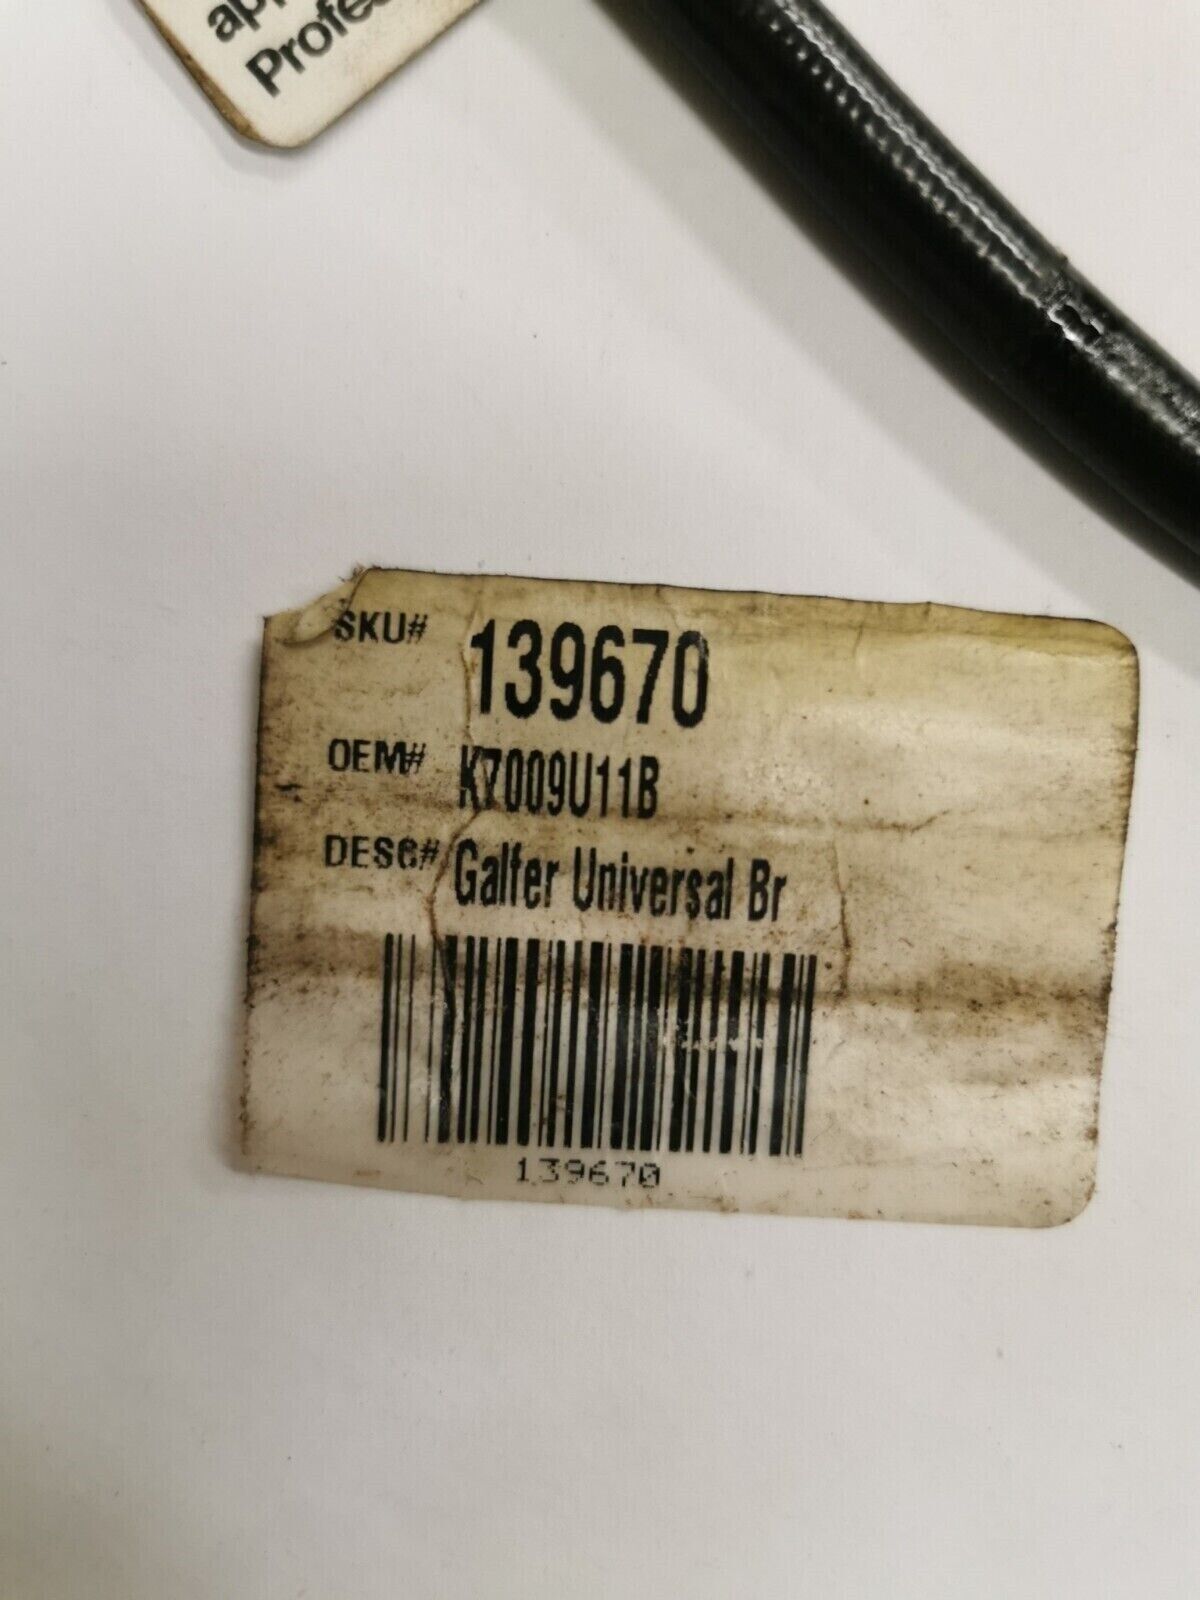 SKU# 139670
OEM# K7009U11B
DESC# Galfer Universal Br
139670